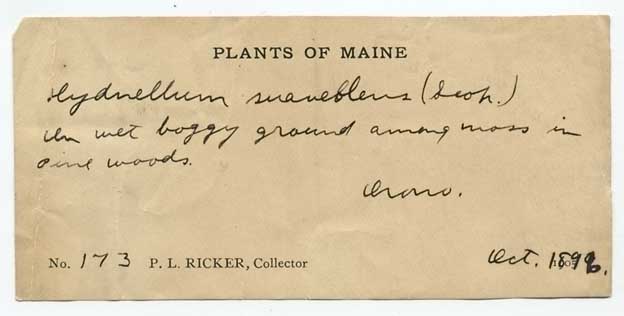 PLANTS OF MAINE
Hydnellum suaveolens (Scop.)
In wet boggy ground among moss in
pine woods.
Orono.
No. 173 P. L. RICKER, Collector
Oct. 1896.